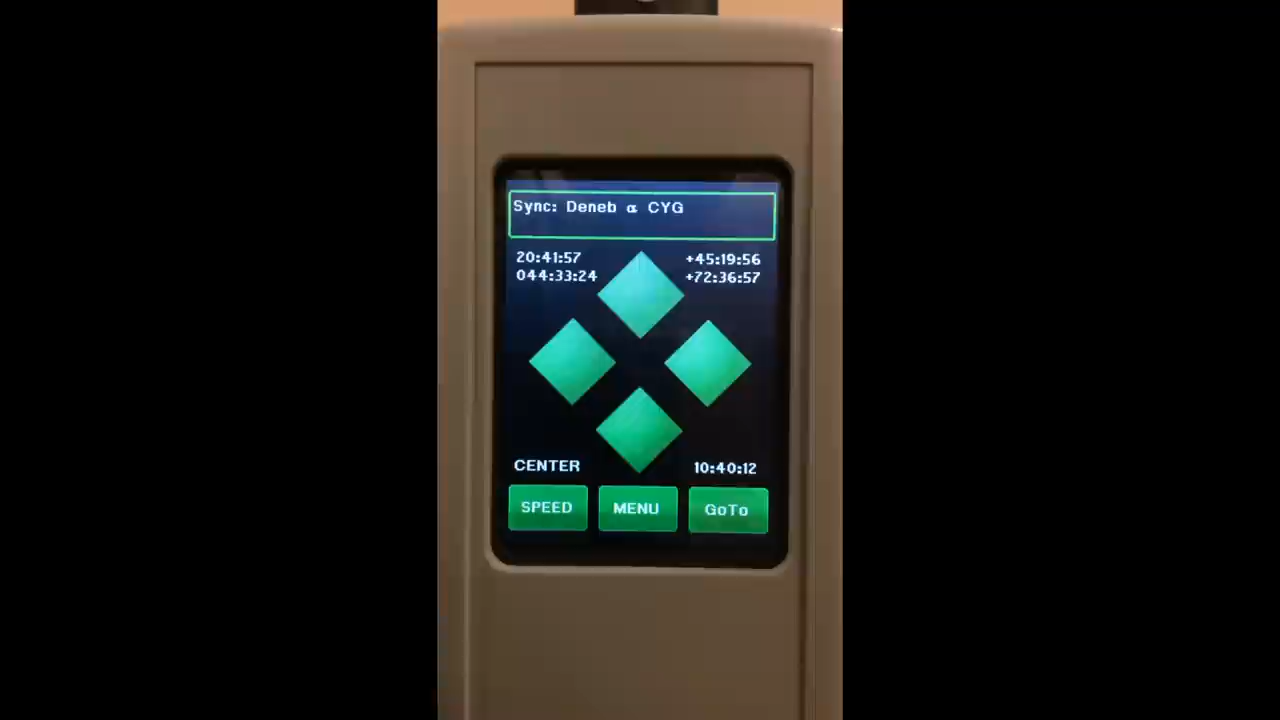 Sync: Deneb α CYG
20:41:57 +45:19:56
044:33:24 +72:36:57
CENTER 10:40:12
SPEED MENU GoTo